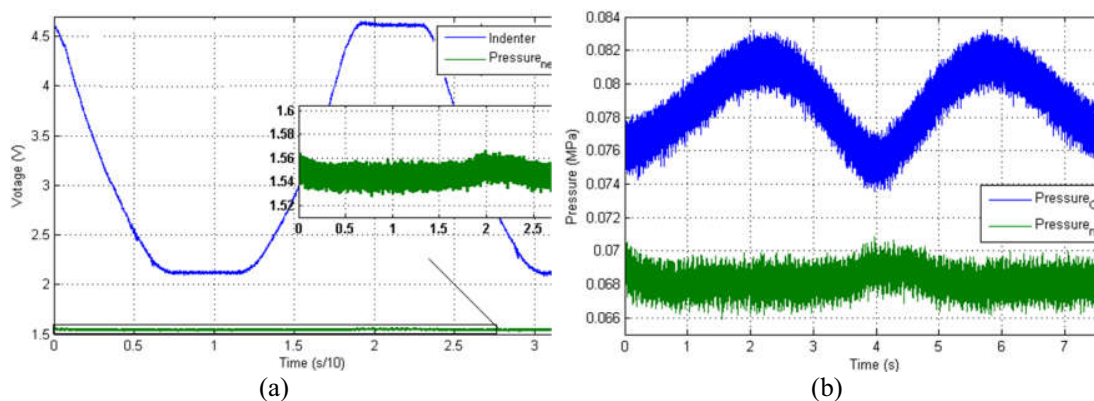 4.5
4
3.5
3
2.5
2
1.5
Votage (V)
0 0.5 1 1.5 2 2.5 3
Time (s/10)
Indenter
Pressure_ne
1.6
1.58
1.56
1.54
1.52
0 0.5 1 1.5 2 2.5
(a)
0.084
0.082
0.08
0.078
0.076
0.074
0.072
0.07
0.068
0.066
Pressure (MPa)
0 1 2 3 4 5 6 7
Time (s)
Pressure_
Pressure_n
(b)